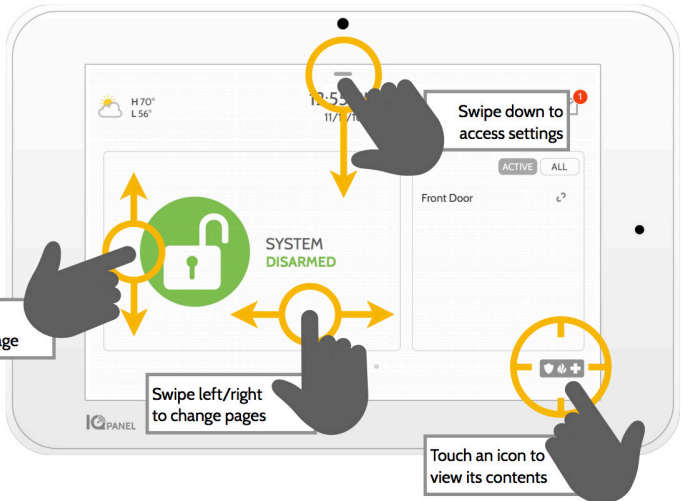 H 70°
L 56°
1
Swipe down to
access settings
ACTIVE
ALL
Front Door
SYSTEM
DISARMED
Swipe left/right
to change pages
Touch an icon to
view its contents
IQ PANEL